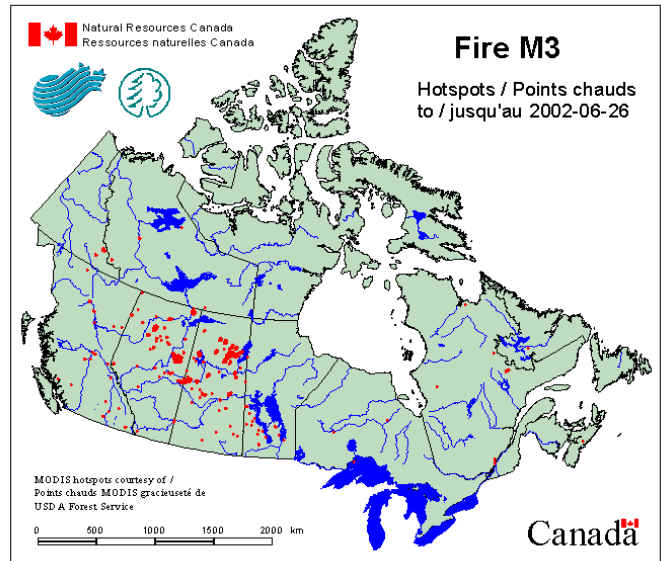 Natural Resources Canada
Ressources naturelles Canada
Fire M3
Hotspots / Points chauds
to / jusqu'au 2002-06-26
MODIS hotspots courtesy of /
Points chauds MODIS gracieuseté de
USD A Forest Service
0 500 1000 1500 2000 km
Canada